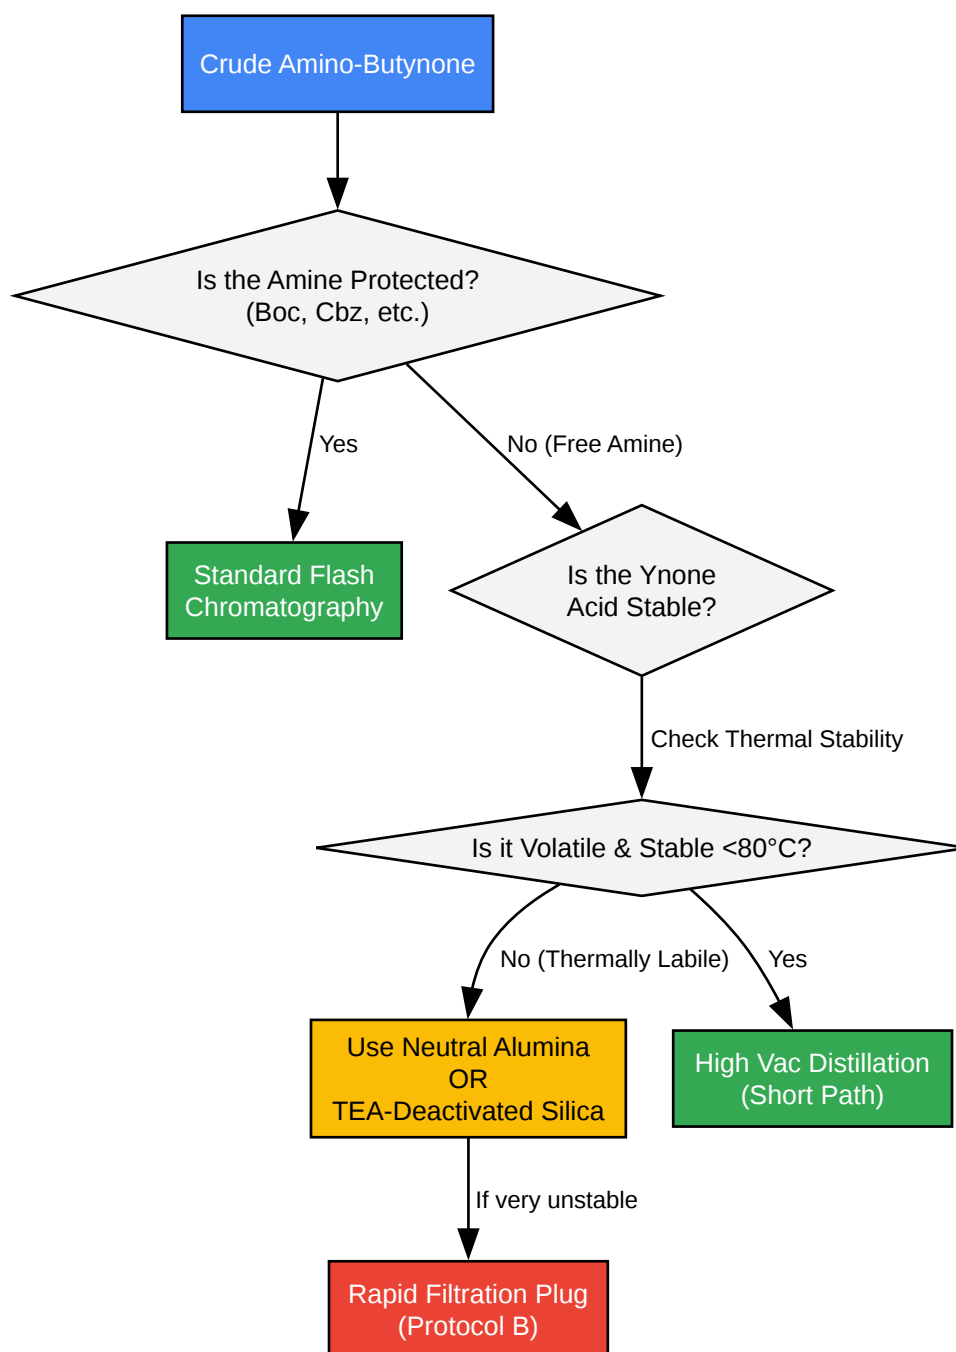 Crude Amino-Butynone
Is the Amine Protected?
(Boc, Cbz, etc.)
Yes
No (Free Amine)
Standard Flash
Chromatography
Is the Ynone
Acid Stable?
Check Thermal Stability
Is it Volatile & Stable <80°C?
No (Thermally Labile)
Yes
Use Neutral Alumina
OR
TEA-Deactivated Silica
High Vac Distillation
(Short Path)
If very unstable
Rapid Filtration Plug
(Protocol B)